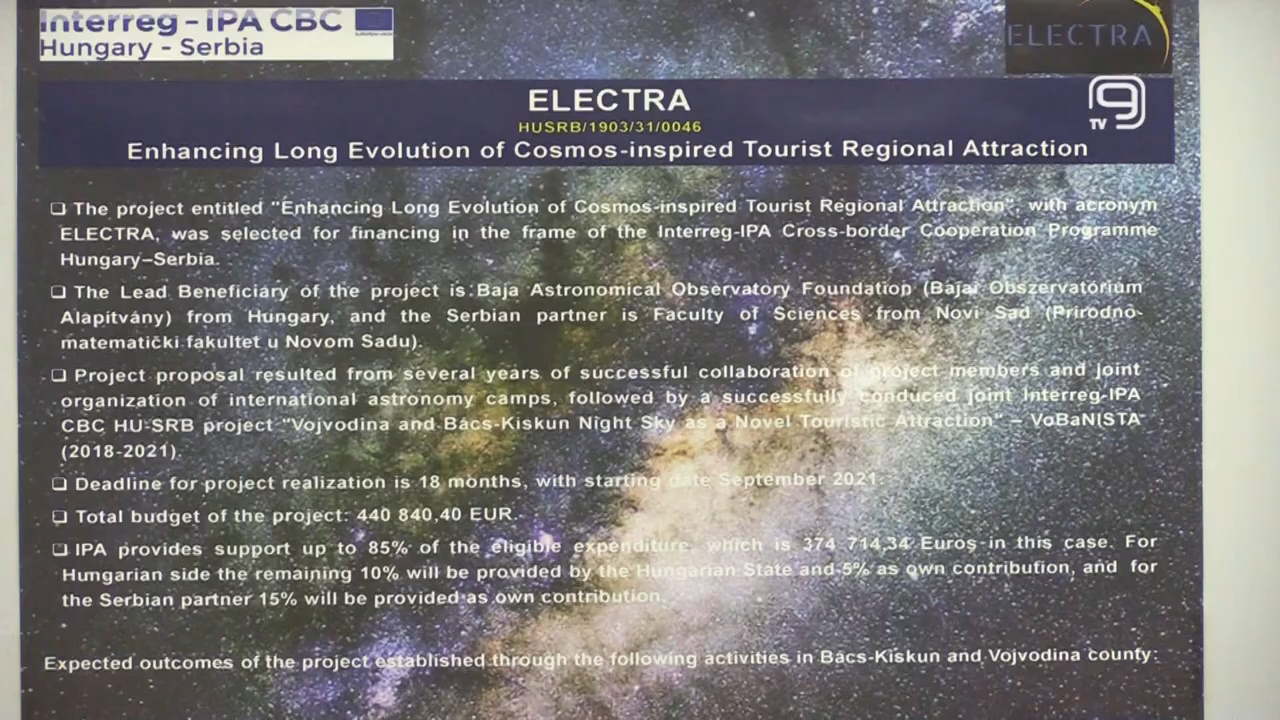 Interreg - IPA CBC
EUROPEAN UNION
Hungary - Serbia
ELECTRA
ELECTRA
HUSRB/1903/31/0046
Enhancing Long Evolution of Cosmos-inspired Tourist Regional Attraction
TV 9
❑ The project entitled "Enhancing Long Evolution of Cosmos-inspired Tourist Regional Attraction", with acronym
ELECTRA, was selected for financing in the frame of the Interreg-IPA Cross-border Cooperation Programme
Hungary–Serbia.
❑ The Lead Beneficiary of the project is Baja Astronomical Observatory Foundation (Bajai Obszervatórium
Alapítvány) from Hungary, and the Serbian partner is Faculty of Sciences from Novi Sad (Prirodno-
matematički fakultet u Novom Sadu).
❑ Project proposal resulted from several years of successful collaboration of project members and joint
organization of international astronomy camps, followed by a successfully conduced joint Interreg-IPA
CBC HU-SRB project "Vojvodina and Bács-Kiskun Night Sky as a Novel Touristic Attraction" – VoBaNISTA
(2018-2021).
❑ Deadline for project realization is 18 months, with starting date September 2021.
❑ Total budget of the project: 440 840,40 EUR.
❑ IPA provides support up to 85% of the eligible expenditure, which is 374 714,34 Euros in this case. For
Hungarian side the remaining 10% will be provided by the Hungarian State and 5% as own contribution, and for
the Serbian partner 15% will be provided as own contribution.
Expected outcomes of the project established through the following activities in Bács-Kiskun and Vojvodina county: